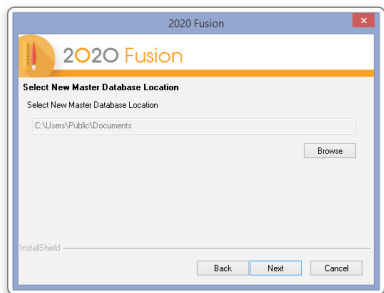 2020 Fusion
2020 Fusion
Select New Master Database Location
Select New Master Database Location
C:\Users\Public\Documents
Browse
InstallShield
Back Next Cancel